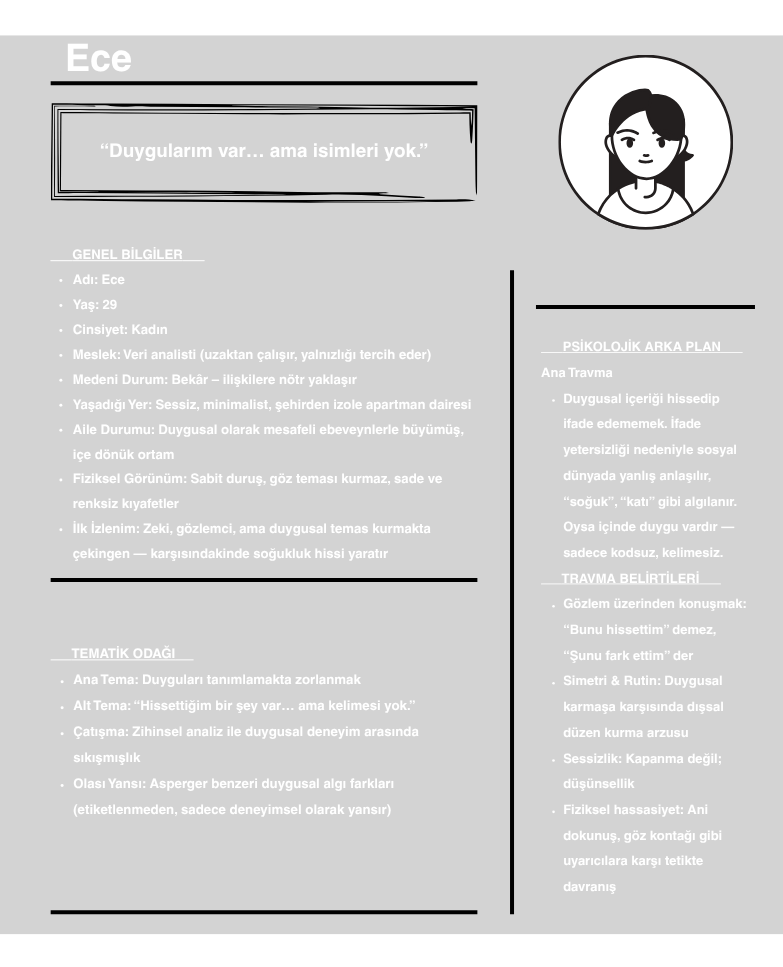 Ece
“Duygularım var… ama isimleri yok.”
GENEL BİLGİLER
• Adı: Ece
• Yaş: 29
• Cinsiyet: Kadın
• Meslek: Veri analisti (uzaktan çalışır, yalnızlığı tercih eder)
• Medeni Durum: Bekâr – ilişkilere nötr yaklaşır
• Yaşadığı Yer: Sessiz, minimalist, şehirden izole apartman dairesi
• Aile Durumu: Duygusal olarak mesafeli ebeveynlerle büyümüş,
içe dönük ortam
• Fiziksel Görünüm: Sabit duruş, göz teması kurmaz, sade ve
renksiz kıyafetler
• İlk İzlenim: Zeki, gözlemci, ama duygusal temas kurmakta
çekingen — karşısındakinde soğukluk hissi yaratır
TEMATİK ODAĞI
• Ana Tema: Duyguları tanımlamakta zorlanmak
• Alt Tema: “Hissettiğim bir şey var… ama kelimesi yok.”
• Çatışma: Zihinsel analiz ile duygusal deneyim arasında
sıkışmışlık
• Olası Yansı: Asperger benzeri duygusal algı farkları
(etiketlenmeden, sadece deneyimsel olarak yansır)
PSİKOLOJİK ARKA PLAN
Ana Travma
• Duygusal içeriği hissedip
ifade edememek. İfade
yetersizliği nedeniyle sosyal
dünyada yanlış anlaşılır,
“soğuk”, “katı” gibi algılanır.
Oysa içinde duygu vardır —
sadece kodsuz, kelimesiz.
TRAVMA BELİRTİLERİ
• Gözlem üzerinden konuşmak:
“Bunu hissettim” demez,
“Şunu fark ettim” der
• Simetri & Rutin: Duygusal
karmaşa karşısında dışsal
düzen kurma arzusu
• Sessizlik: Kapanma değil;
düşünsellik
• Fiziksel hassasiyet: Ani
dokunuş, göz kontağı gibi
uyarıcılara karşı tetikte
davranış